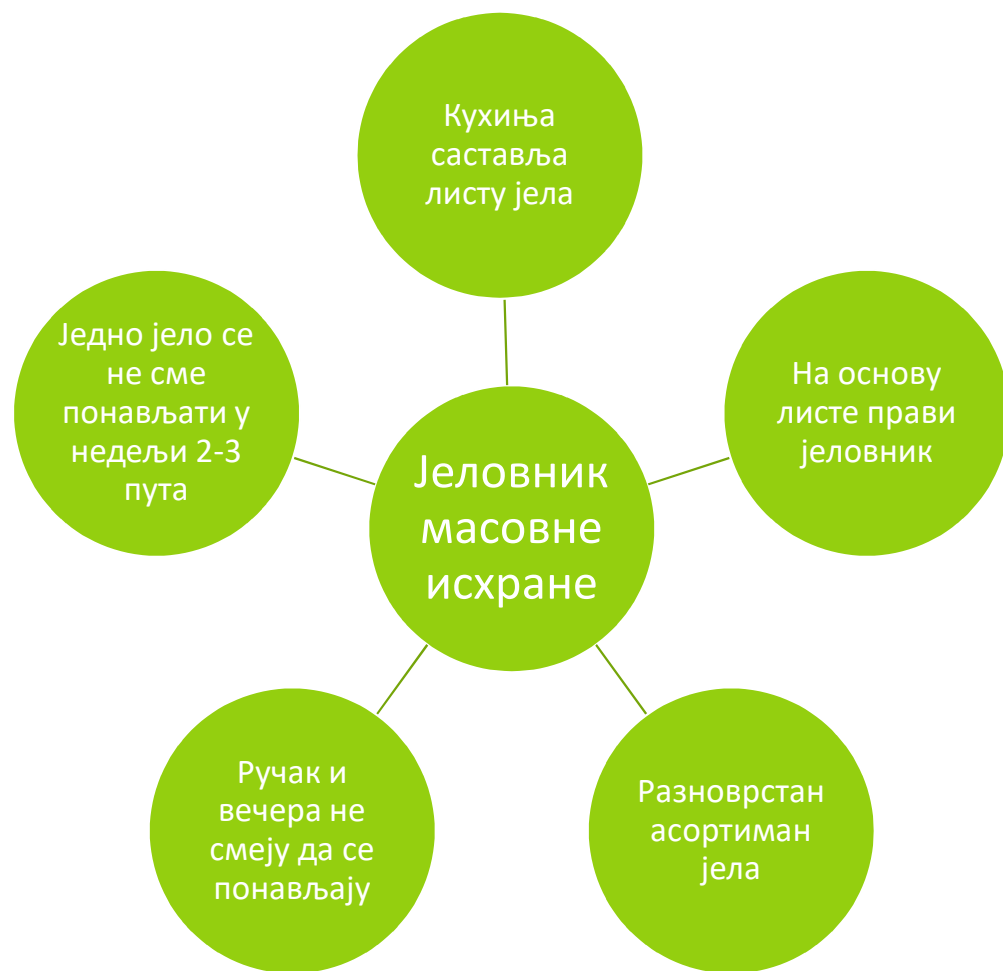 Кухиња
саставља
листу јела
Једно јело се
не сме
понављати у
недељи 2-3
пута
На основу
листе прави
јеловник
Јеловник
масовне
исхране
Ручак и
вечера не
смеју да се
понављају
Разноврстан
асортиман
јела